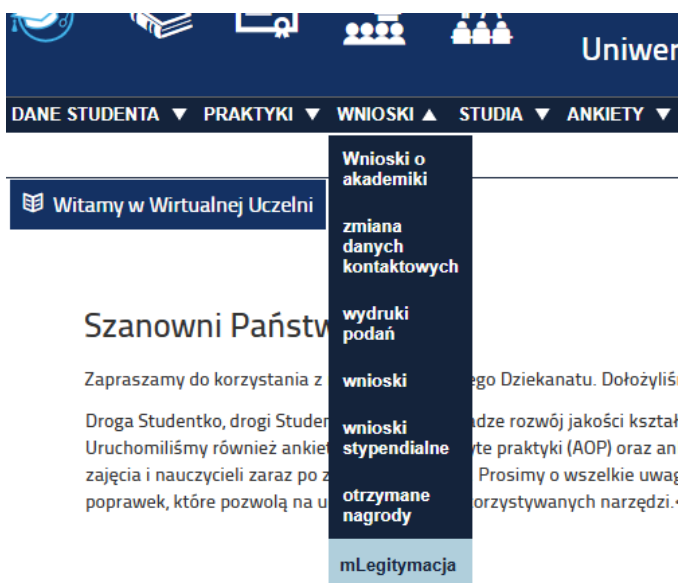 Uniwer
DANE STUDENTA ▼ PRAKTYKI ▼ WNIOSKI ▲ STUDIA ▼ ANKIETY ▼
Wnioski o
akademiki
zmiana
danych
kontaktowych
wydruki
podań
wnioski
wnioski
stypendialne
otrzymane
nagrody
mLegitymacja
Witamy w Wirtualnej Uczelni
Szanowni Państw
Zapraszamy do korzystania z ego Dziekanatu. Dołożyliś
Droga Studentko, drogi Studen dze rozwój jakości kształ
Uruchomiliśmy również ankiet te praktyki (AOP) oraz an
zajęcia i nauczycieli zaraz po z Prosimy o wszelkie uwag
poprawek, które pozwolą na u orzystywanych narzędzi.